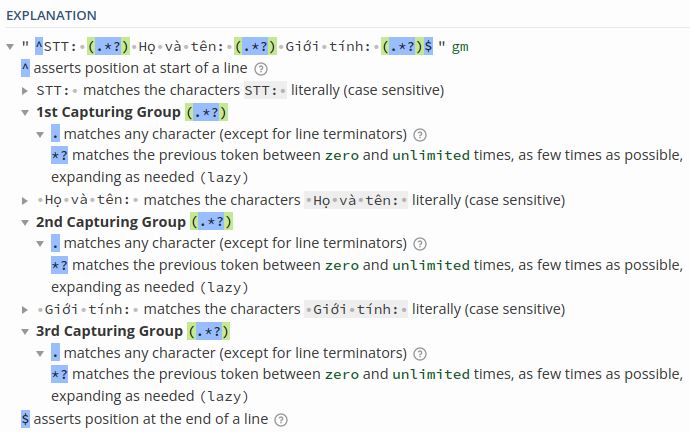 EXPLANATION
" ^STT: (.*?) Họ và tên: (.*?) Giới tính: (.*?)$ " gm
^ asserts position at start of a line
STT: matches the characters STT: literally (case sensitive)
1st Capturing Group (.*?)
. matches any character (except for line terminators)
*? matches the previous token between zero and unlimited times, as few times as possible,
expanding as needed (lazy)
Họ và tên: matches the characters Họ và tên: literally (case sensitive)
2nd Capturing Group (.*?)
. matches any character (except for line terminators)
*? matches the previous token between zero and unlimited times, as few times as possible,
expanding as needed (lazy)
Giới tính: matches the characters Giới tính: literally (case sensitive)
3rd Capturing Group (.*?)
. matches any character (except for line terminators)
*? matches the previous token between zero and unlimited times, as few times as possible,
expanding as needed (lazy)
$ asserts position at the end of a line